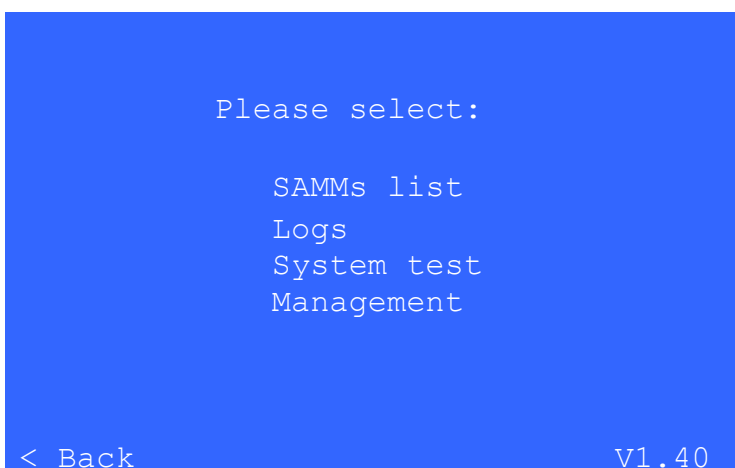 Please select:
SAMMs list
Logs
System test
Management
< Back V1.40